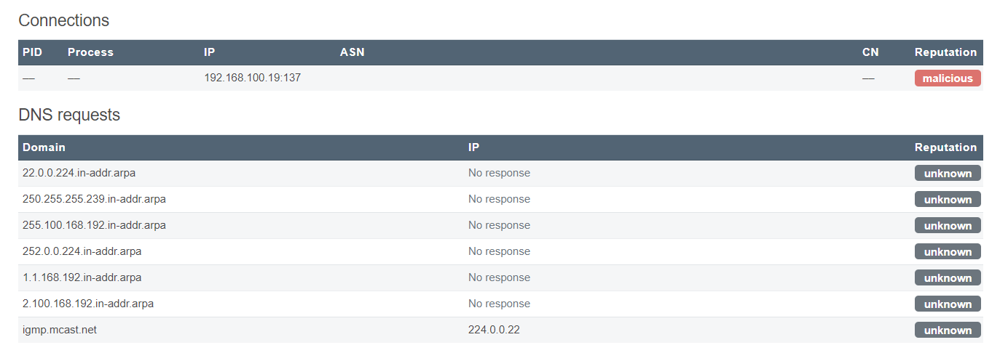 Connections
PID Process IP ASN CN Reputation
— — 192.168.100.19:137 — malicious
DNS requests
Domain IP Reputation
22.0.0.224.in-addr.arpa No response unknown
250.255.255.239.in-addr.arpa No response unknown
255.100.168.192.in-addr.arpa No response unknown
252.0.0.224.in-addr.arpa No response unknown
1.1.168.192.in-addr.arpa No response unknown
2.100.168.192.in-addr.arpa No response unknown
igmp.mcast.net 224.0.0.22 unknown